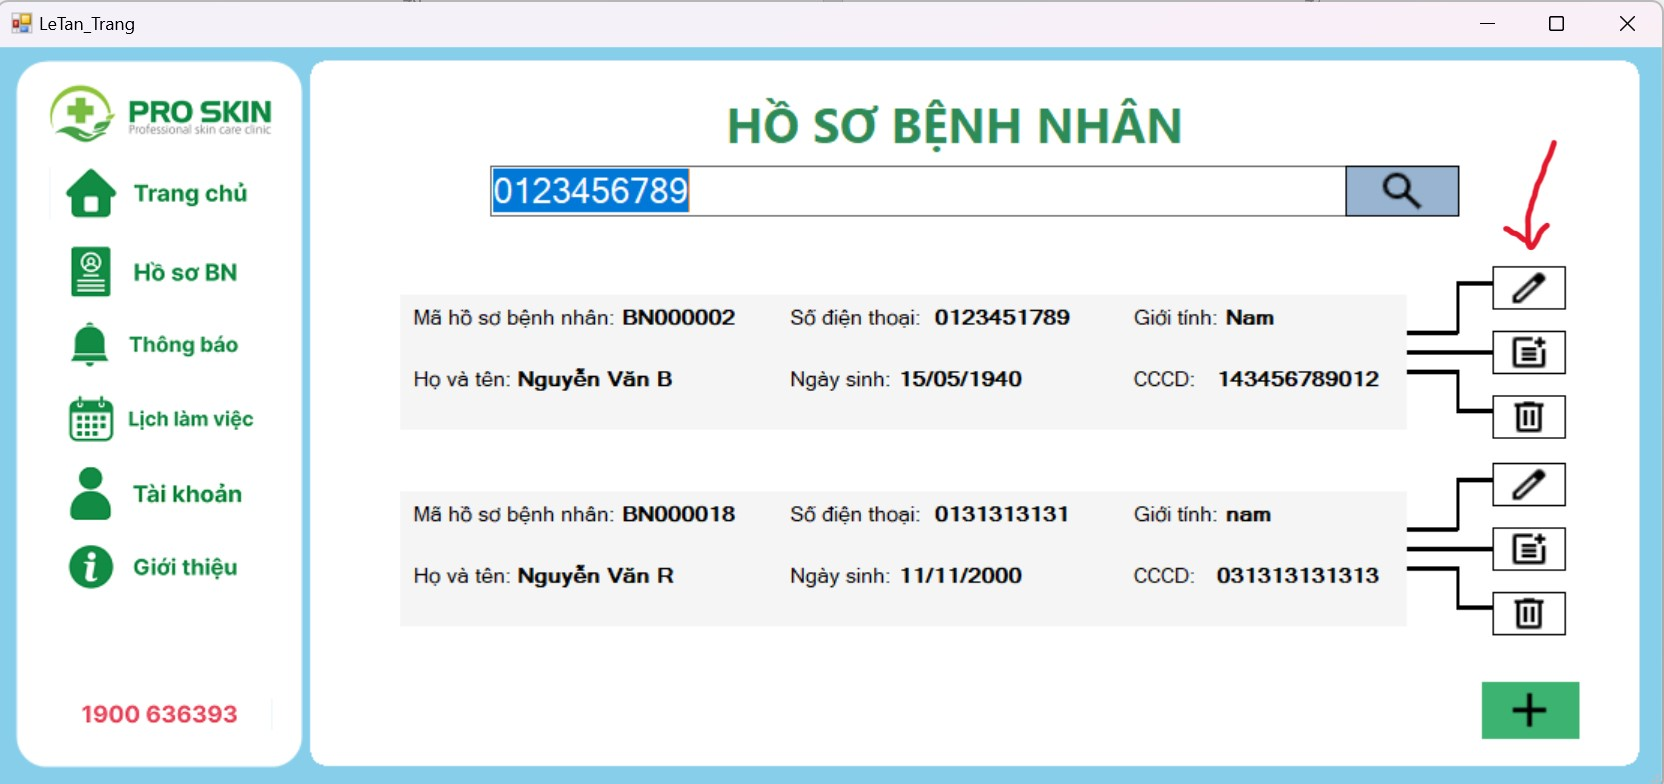 LeTan_Trang
PRO SKIN
Professional skin care clinic
Trang chủ
Hồ sơ BN
Thông báo
Lịch làm việc
Tài khoản
Giới thiệu
1900 636393
HỒ SƠ BỆNH NHÂN
0123456789
Mã hồ sơ bệnh nhân: BN000002 Số điện thoại: 0123451789 Giới tính: Nam
Họ và tên: Nguyễn Văn B Ngày sinh: 15/05/1940 CCCD: 143456789012
Mã hồ sơ bệnh nhân: BN000018 Số điện thoại: 0131313131 Giới tính: nam
Họ và tên: Nguyễn Văn R Ngày sinh: 11/11/2000 CCCD: 031313131313